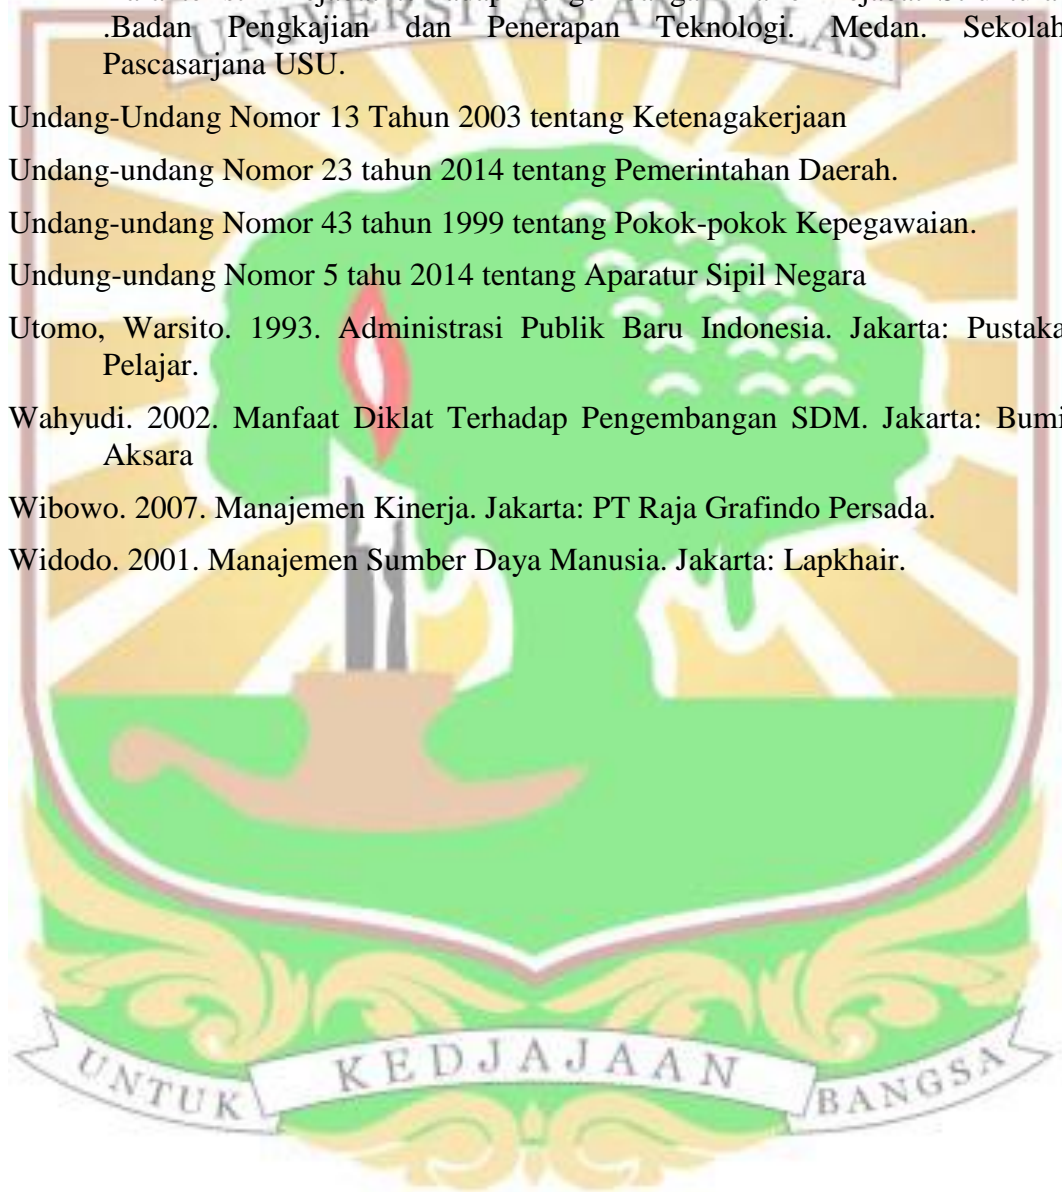 UNIVERSITAS ANDALAS
.Badan Pengkajian dan Penerapan Teknologi. Medan. Sekolah
Pascasarjana USU.
Undang-Undang Nomor 13 Tahun 2003 tentang Ketenagakerjaan
Undang-undang Nomor 23 tahun 2014 tentang Pemerintahan Daerah.
Undang-undang Nomor 43 tahun 1999 tentang Pokok-pokok Kepegawaian.
Undung-undang Nomor 5 tahu 2014 tentang Aparatur Sipil Negara
Utomo, Warsito. 1993. Administrasi Publik Baru Indonesia. Jakarta: Pustaka
Pelajar.
Wahyudi. 2002. Manfaat Diklat Terhadap Pengembangan SDM. Jakarta: Bumi
Aksara
Wibowo. 2007. Manajemen Kinerja. Jakarta: PT Raja Grafindo Persada.
Widodo. 2001. Manajemen Sumber Daya Manusia. Jakarta: Lapkhair.
UNTUK KEDJAJAAN BANGSA